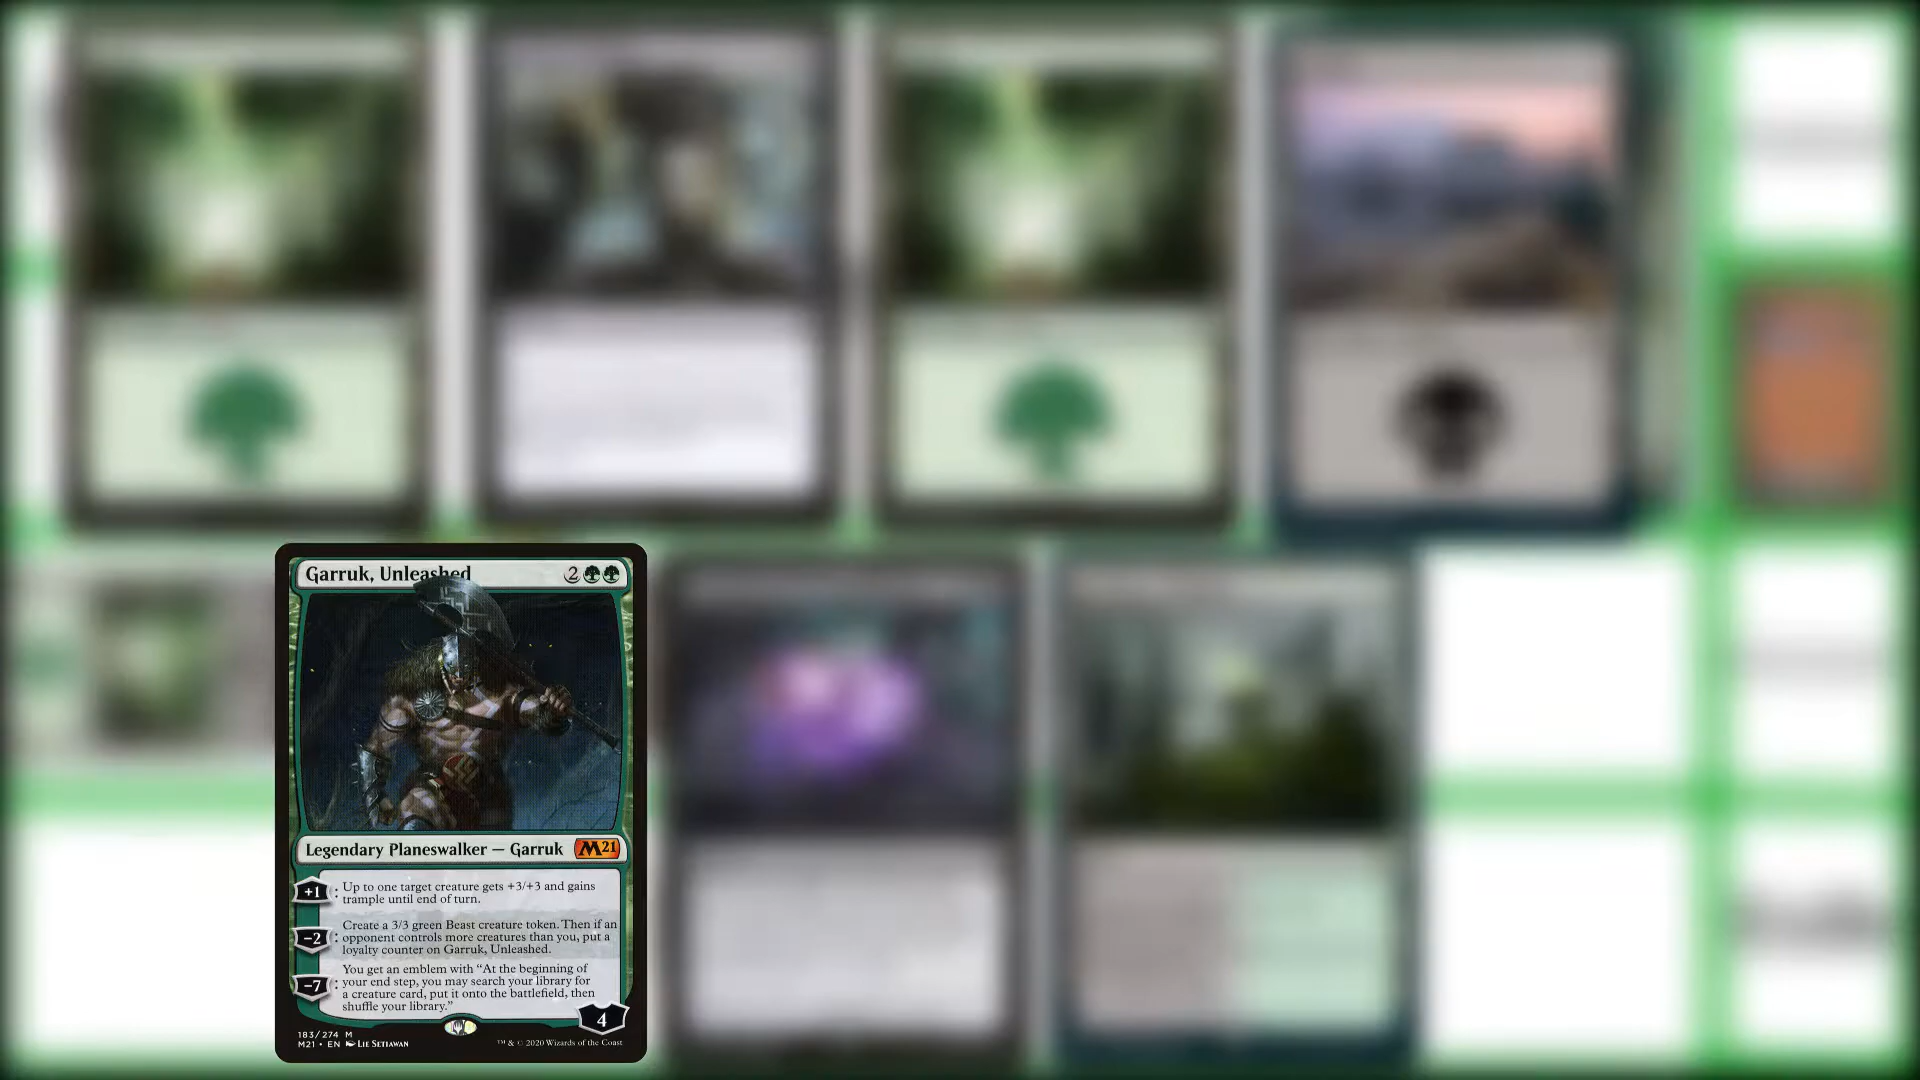 Garruk, Unleashed 2
Legendary Planeswalker — Garruk M21
+1 : Up to one target creature gets +3/+3 and gains
trample until end of turn.
−2 : Create a 3/3 green Beast creature token. Then if an
opponent controls more creatures than you, put a
loyalty counter on Garruk, Unleashed.
−7 : You get an emblem with “At the beginning of
your end step, you may search your library for
a creature card, put it onto the battlefield, then
shuffle your library.”
4
183/274 M
M21 • EN Lie Setiawan
™ & © 2020 Wizards of the Coast